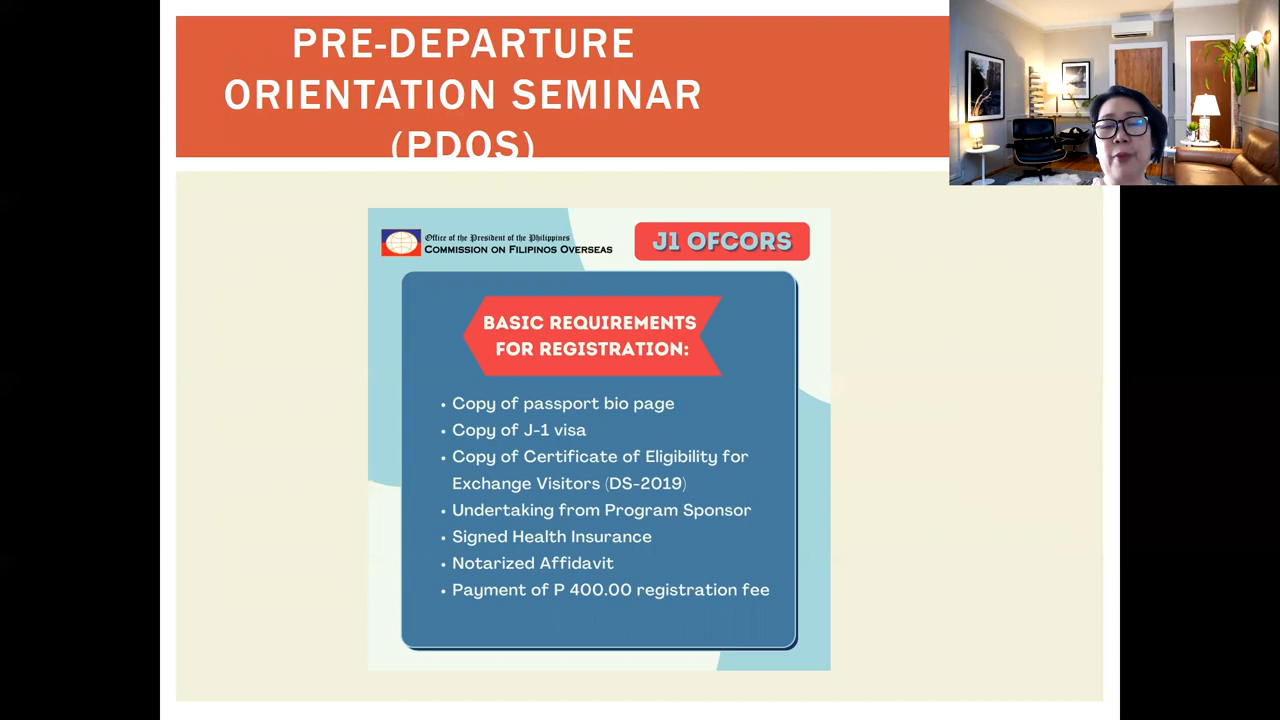 PRE-DEPARTURE
ORIENTATION SEMINAR
(PDOS)
Office of the President of the Philippines
COMMISSION ON FILIPINOS OVERSEAS
J1 OFCORS
BASIC REQUIREMENTS
FOR REGISTRATION:
• Copy of passport bio page
• Copy of J-1 visa
• Copy of Certificate of Eligibility for
Exchange Visitors (DS-2019)
• Undertaking from Program Sponsor
• Signed Health Insurance
• Notarized Affidavit
• Payment of P 400.00 registration fee